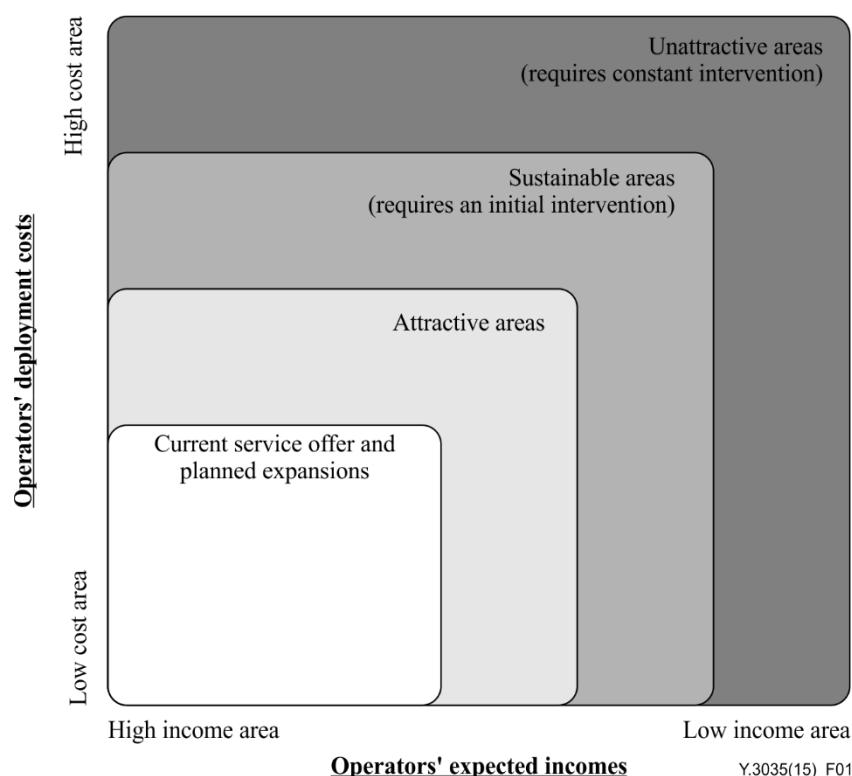 High cost area
Unattractive areas
(requires constant intervention)
Sustainable areas
(requires an initial intervention)
Operators' deployment costs
Attractive areas
Current service offer and
planned expansions
Low cost area
High income area
Low income area
Operators' expected incomes
Y.3035(15)_F01